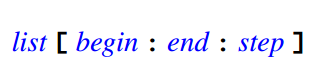 list [ begin : end : step ]